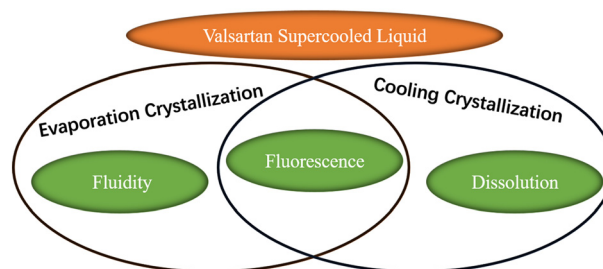 Valsartan Supercooled Liquid
Evaporation Crystallization
Cooling Crystallization
Fluidity
Fluorescence
Dissolution